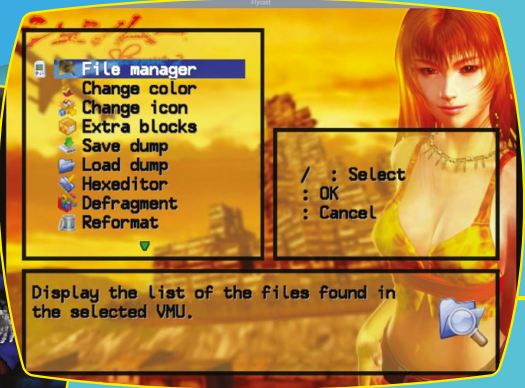 Flycast
File manager
Change color
Change icon
Extra blocks
Save dump
Load dump
Hexeditor
Defragment
Reformat
/ : Select
: OK
: Cancel
Display the list of the files found in
the selected VMU.